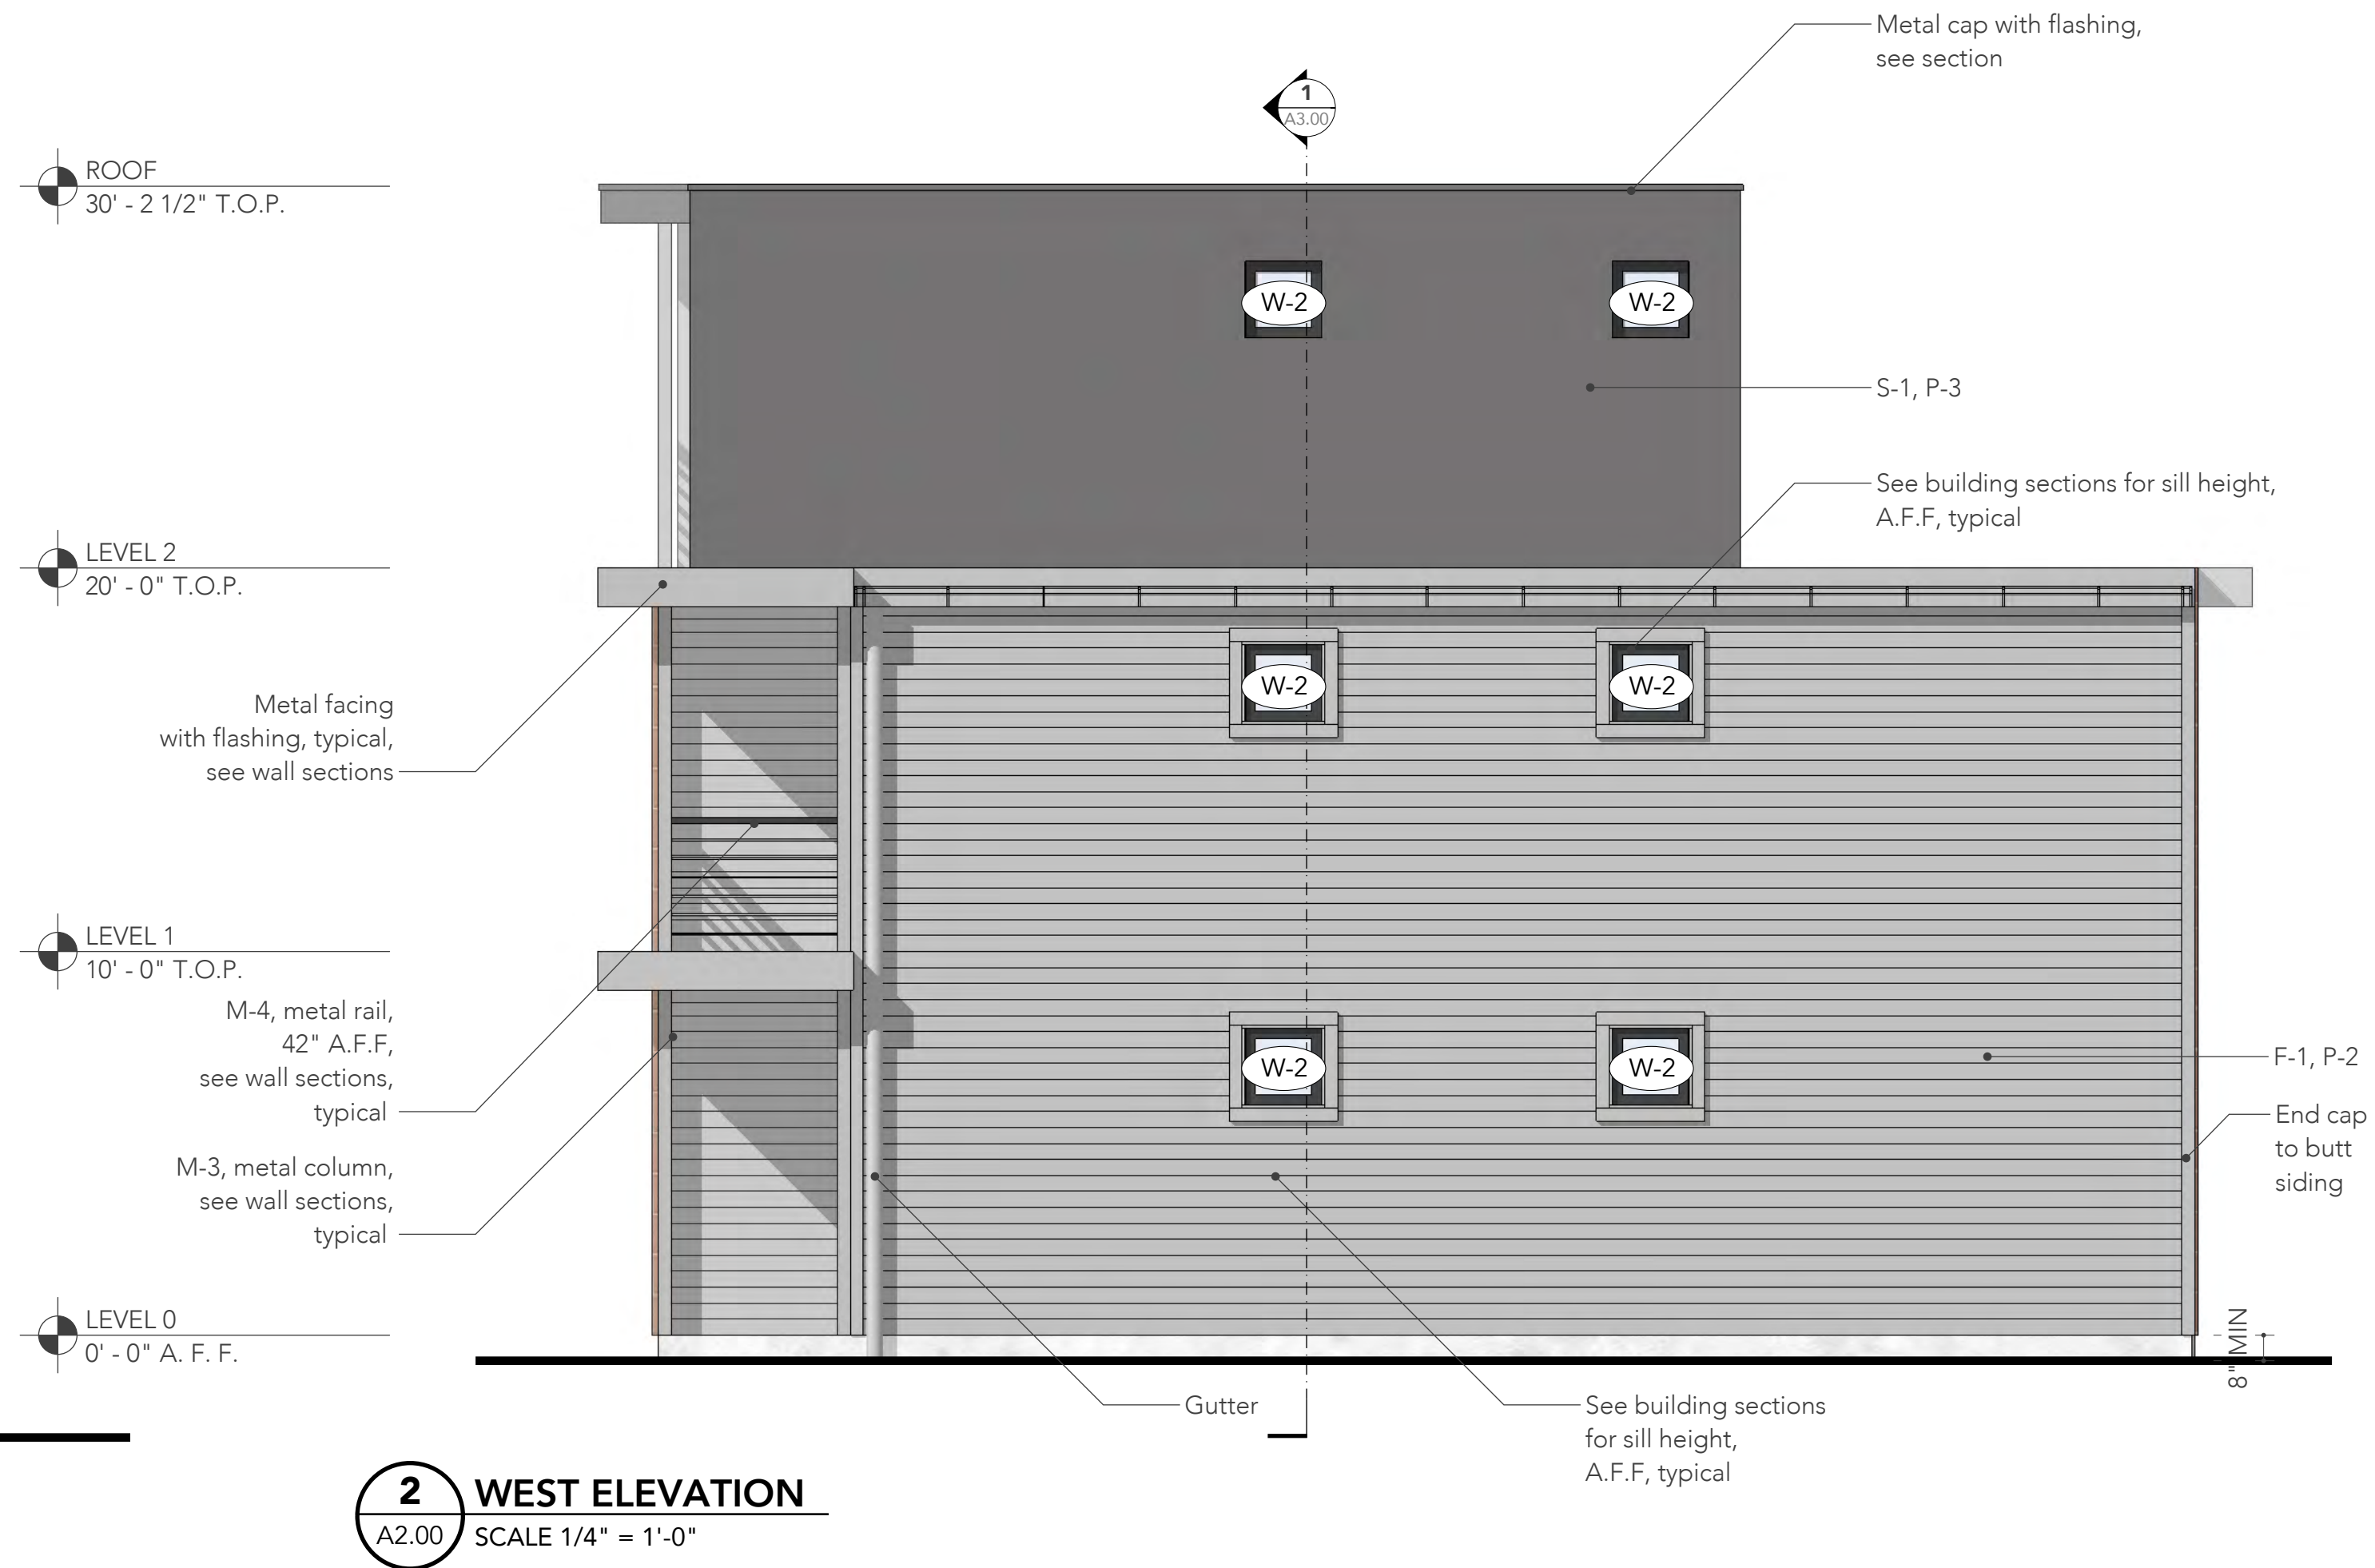 Metal cap with flashing,
see section
1
A3.00
ROOF
30' - 2 1/2" T.O.P.
W-2
W-2
S-1, P-3
See building sections for sill height,
A.F.F, typical
LEVEL 2
20' - 0" T.O.P.
W-2
W-2
Metal facing
with flashing, typical,
see wall sections
LEVEL 1
10' - 0" T.O.P.
M-4, metal rail,
42" A.F.F,
see wall sections,
typical
W-2
W-2
F-1, P-2
End cap
to butt
siding
M-3, metal column,
see wall sections,
typical
LEVEL 0
0' - 0" A. F. F.
8" MIN
Gutter
See building sections
for sill height,
A.F.F, typical
2
A2.00
WEST ELEVATION
SCALE 1/4" = 1'-0"